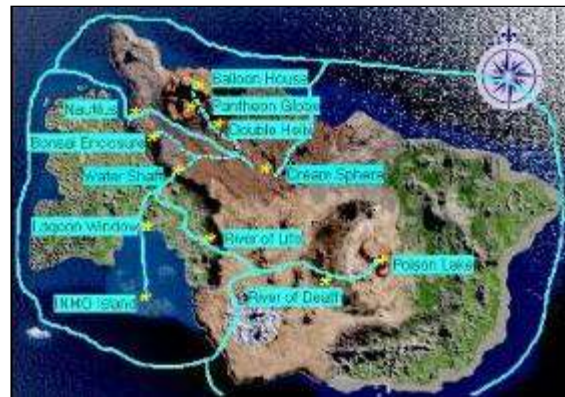 Balloon House
Pantheon Globe
Nautilus
Double Helix
Bonsai Enclosure
Water Shaft
Cream Sphere
Lagoon Window
River of Life
Poison Lake
River of Death
INMO Island